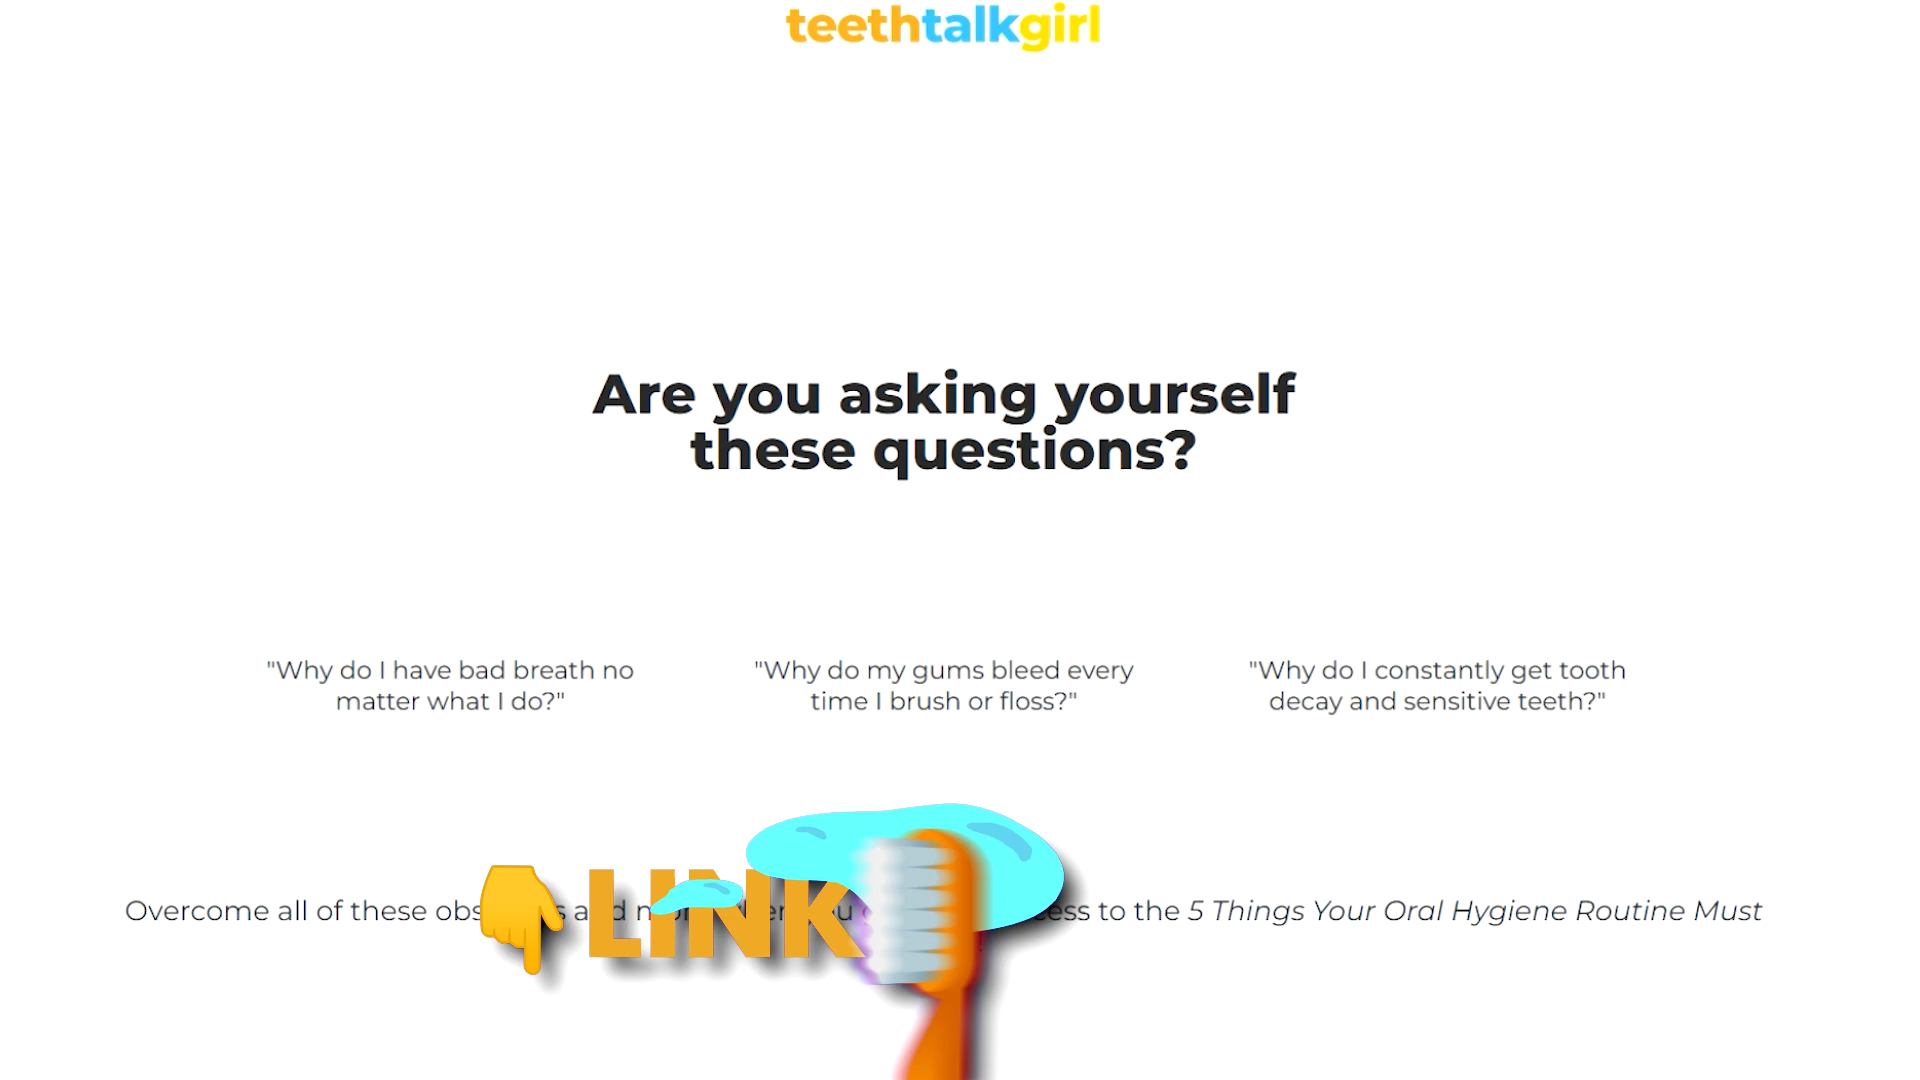 teethtalkgirl
Are you asking yourself
these questions?
"Why do I have bad breath no
matter what I do?"
"Why do my gums bleed every
time I brush or floss?"
"Why do I constantly get tooth
decay and sensitive teeth?"
Overcome all of these to the 5 Things Your Oral Hygiene Routine Must
LINK